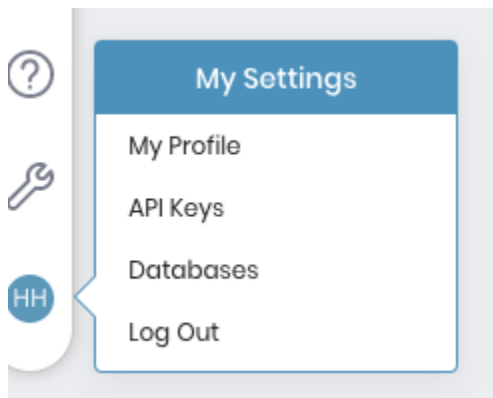 My Settings
My Profile
API Keys
Databases
HH
Log Out